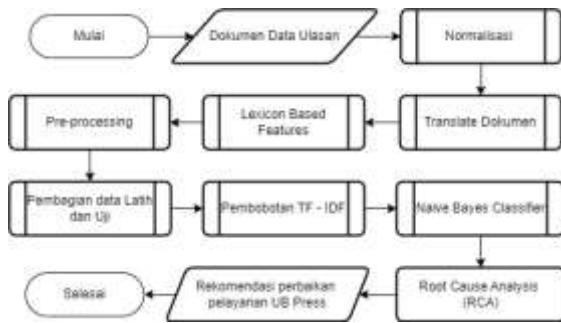 Mulai
Dokumen Data Ulasan
Normalisasi
Translate Dokumen
Lexicon Based
Features
Pre-processing
Pembagian data Latih
dan Uji
Pembobotan TF - IDF
Naive Bayes Classifier
Root Cause Analysis
(RCA)
Rekomendasi perbaikan
pelayanan UB Press
Selesai